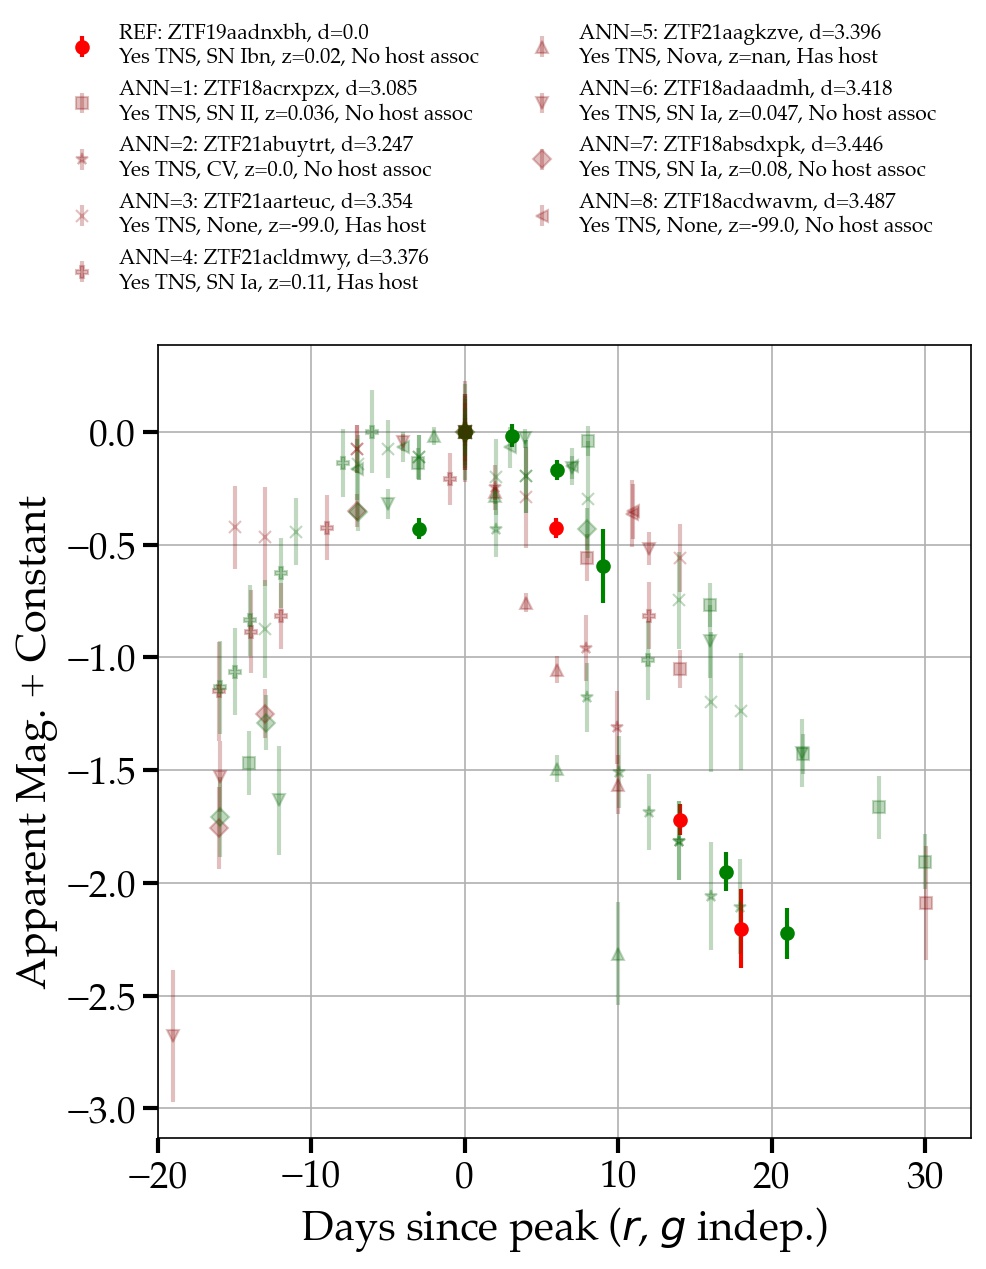 REF: ZTF19aadnxbh, d=0.0
Yes TNS, SN Ibn, z=0.02, No host assoc
ANN=1: ZTF18acrxpzx, d=3.085
Yes TNS, SN II, z=0.036, No host assoc
ANN=2: ZTF21abuytrt, d=3.247
Yes TNS, CV, z=0.0, No host assoc
ANN=3: ZTF21aarteuc, d=3.354
Yes TNS, None, z=-99.0, Has host
ANN=4: ZTF21acldmwy, d=3.376
Yes TNS, SN Ia, z=0.11, Has host
ANN=5: ZTF21aagkzve, d=3.396
Yes TNS, Nova, z=nan, Has host
ANN=6: ZTF18adaadmh, d=3.418
Yes TNS, SN Ia, z=0.047, No host assoc
ANN=7: ZTF18absdxpk, d=3.446
Yes TNS, SN Ia, z=0.08, No host assoc
ANN=8: ZTF18acdwavm, d=3.487
Yes TNS, None, z=-99.0, No host assoc
Apparent Mag. + Constant
0.0
−0.5
−1.0
−1.5
−2.0
−2.5
−3.0
−20 −10 0 10 20 30
Days since peak (r, g indep.)